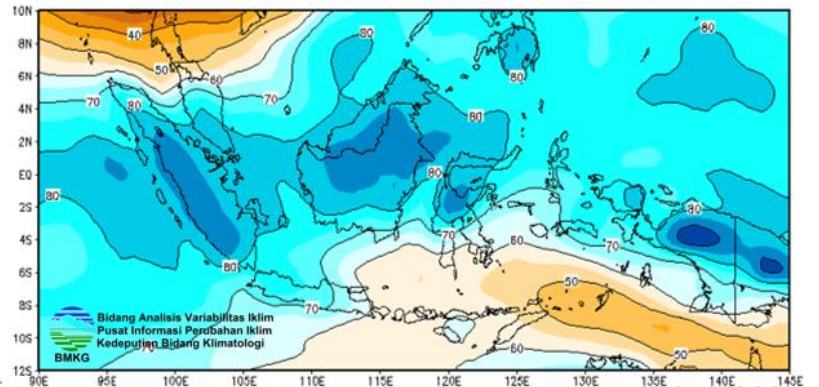 10N
8N
6N
4N
2N
EQ
2S
4S
6S
8S
10S
12S
40
50
60
70
70
80
80
80
80
60
80
80
80
80
70
60
70
50
70
60
50
Bidang Analisis Variabilitas Iklim
Pusat Informasi Perubahan Iklim
Kedeputian Bidang Klimatologi
BMKG
90E 95E 100E 105E 110E 115E 120E 125E 130E 135E 140E 145E